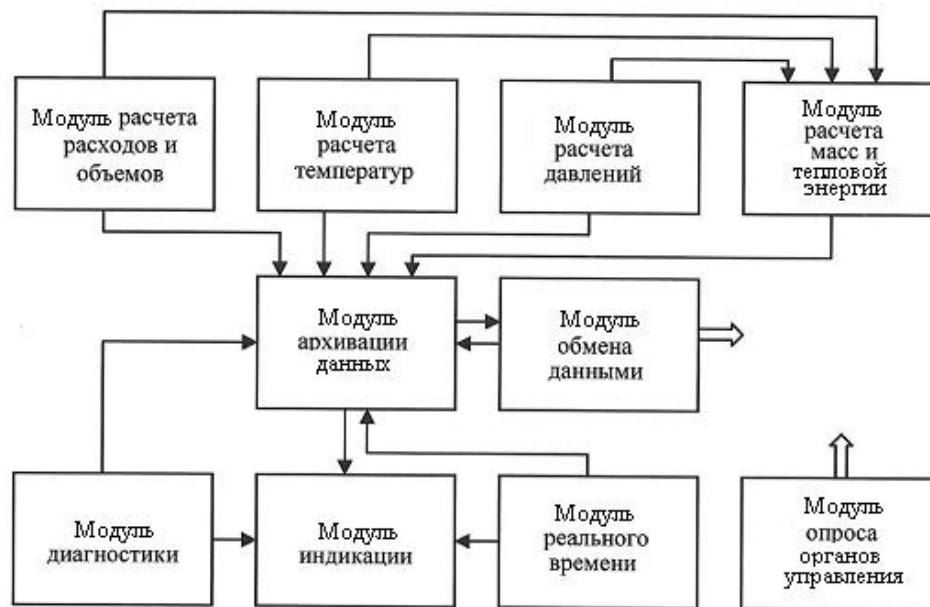 Модуль расчета
расходов и
объемов
Модуль
расчета
температур
Модуль
расчета
давлений
Модуль
расчета
масс и
тепловой
энергии
Модуль
архивации
данных
Модуль
обмена
данными
Модуль
диагностики
Модуль
индикации
Модуль
реального
времени
Модуль
опроса
органов
управления